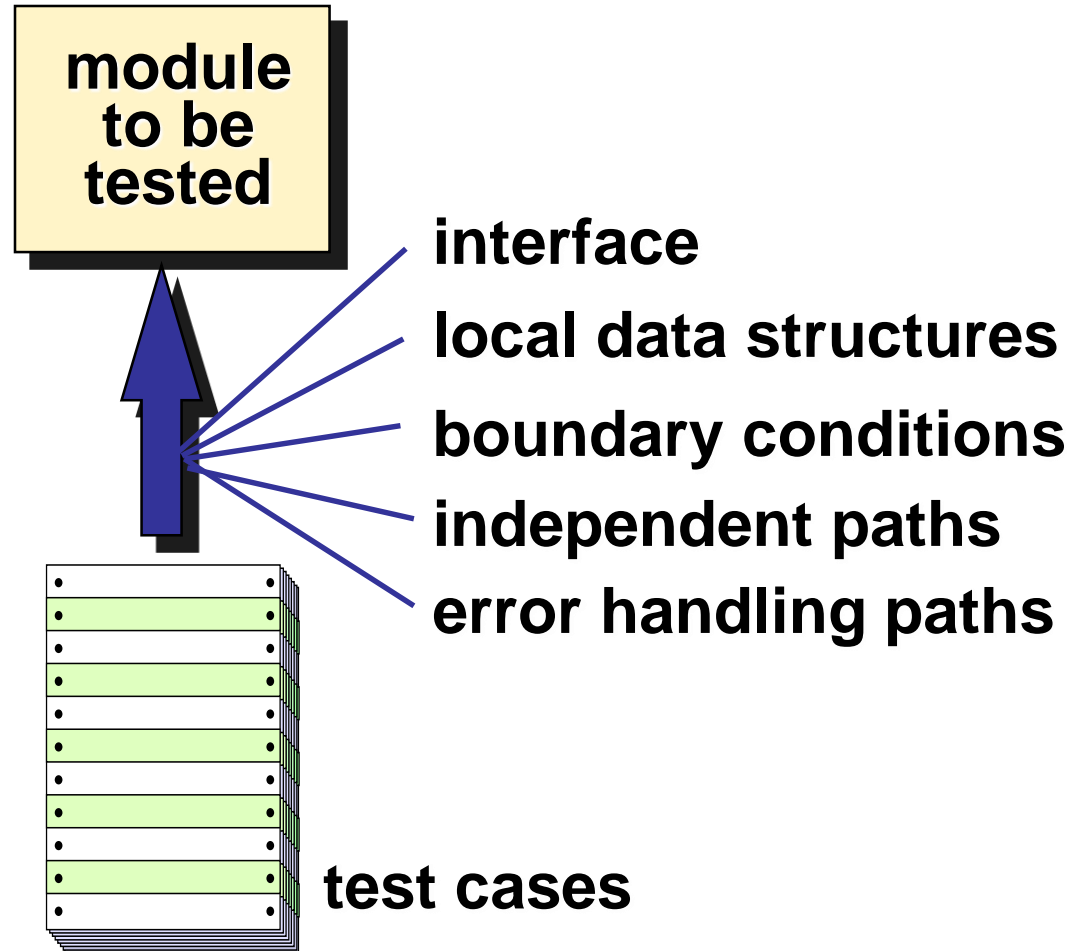 module
to be
tested
interface
local data structures
boundary conditions
independent paths
error handling paths
test cases